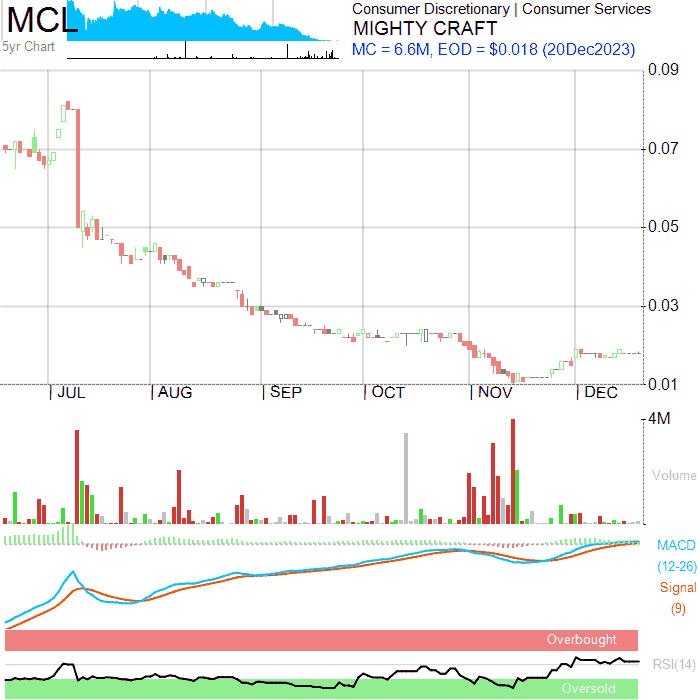 MCL
5yr Chart
Consumer Discretionary | Consumer Services
MIGHTY CRAFT
MC = 6.6M, EOD = $0.018 (20Dec2023)
0.09
0.07
0.05
0.03
0.01
JUL
AUG
SEP
OCT
NOV
DEC
4M
Volume
MACD
(12-26)
Signal
(9)
Overbought
RSI(14)
Oversold